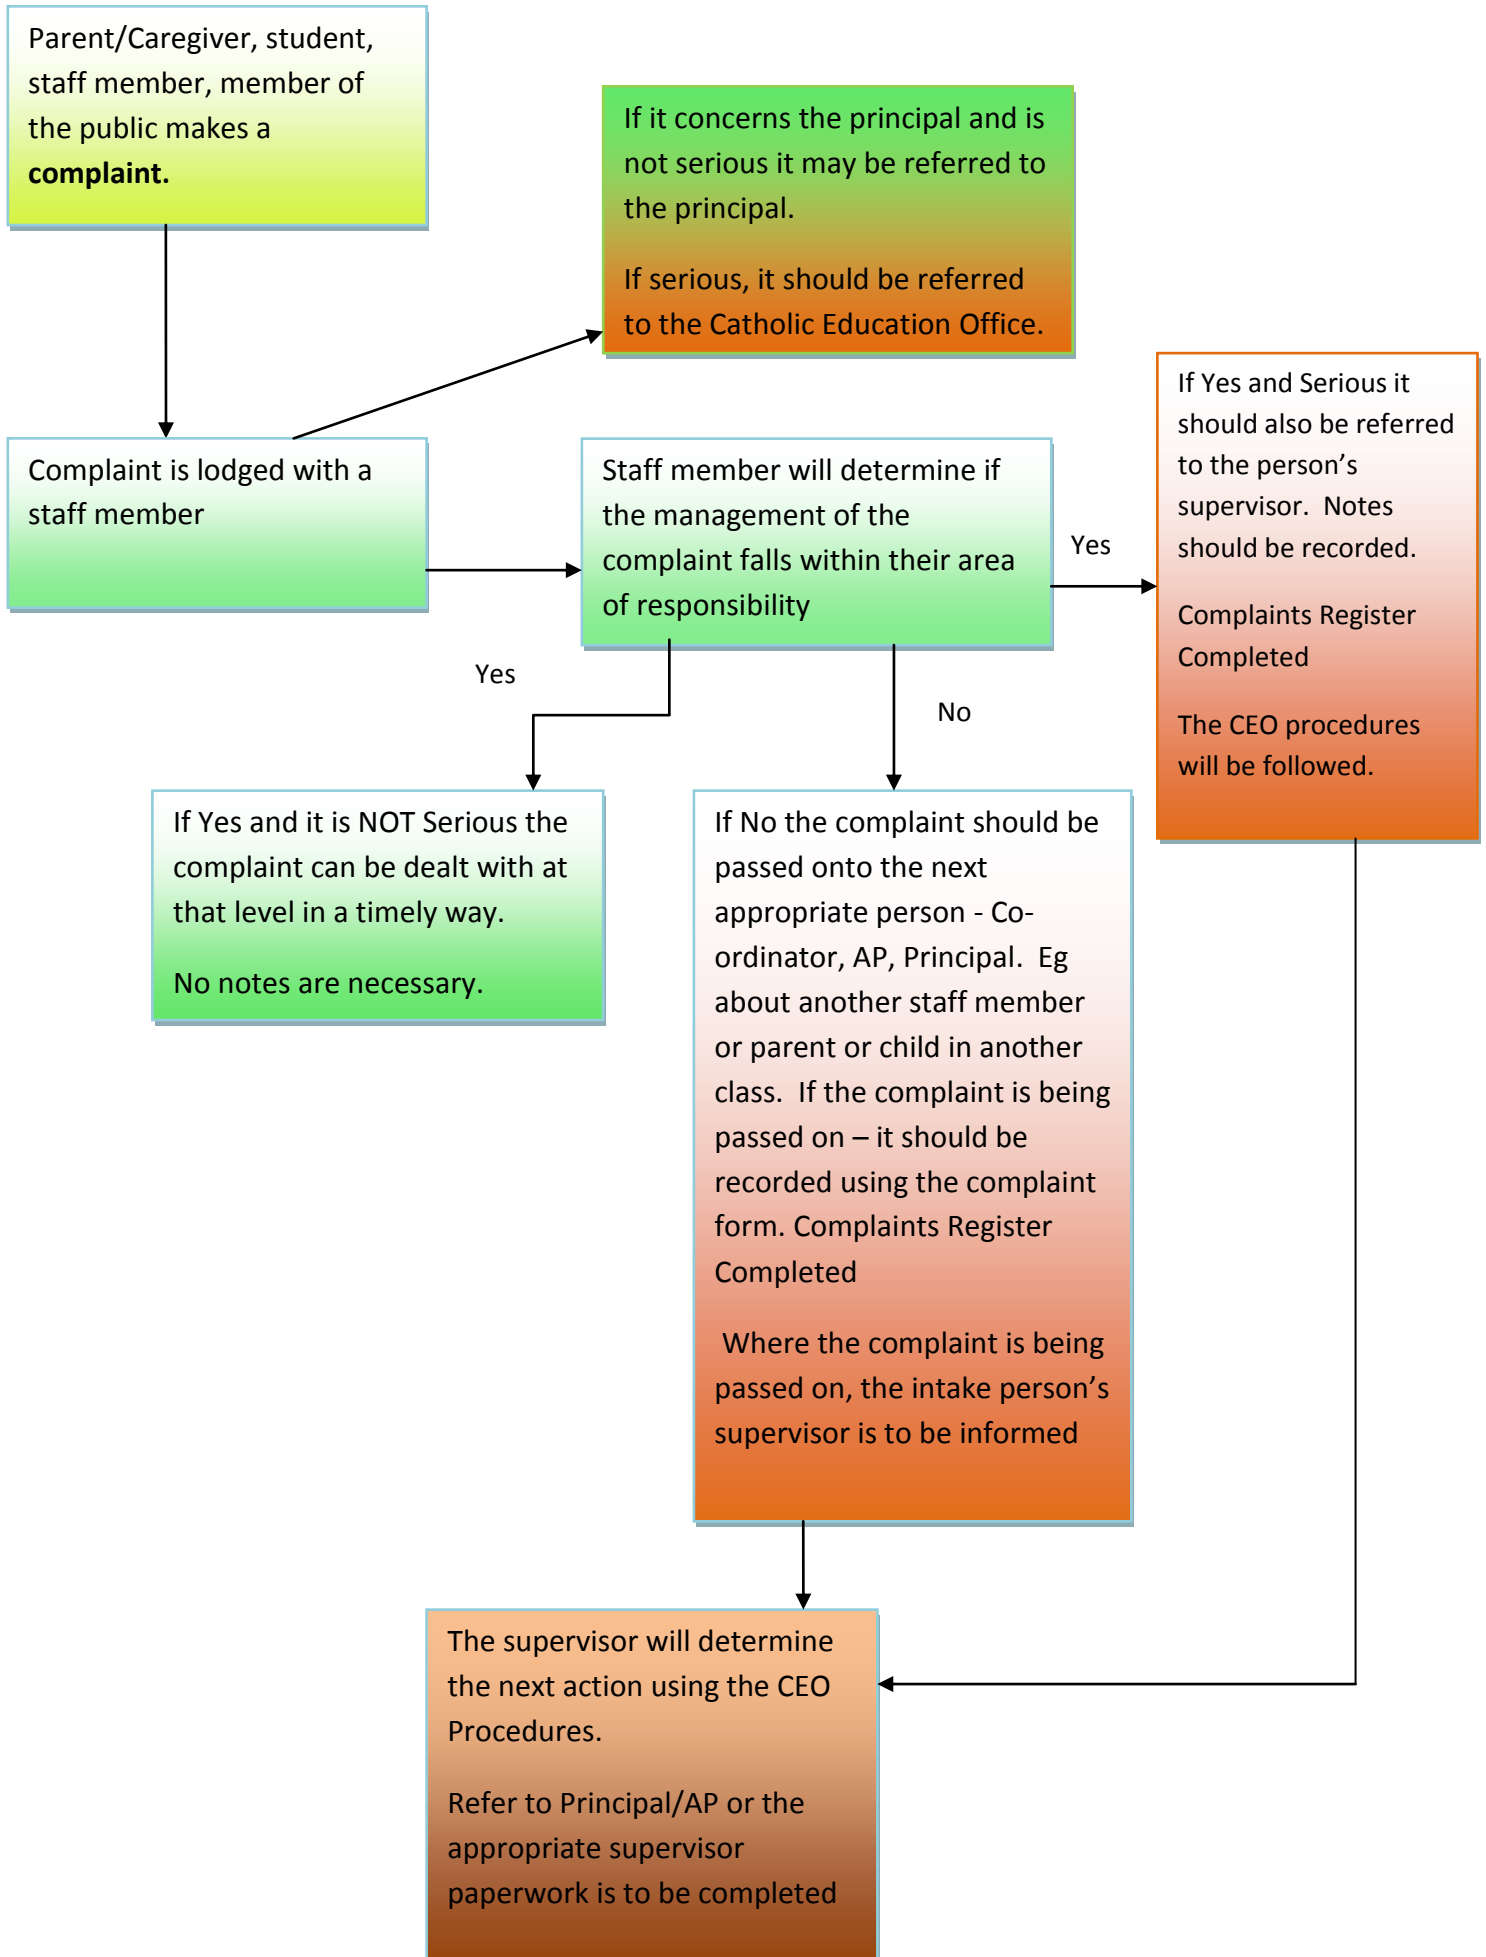 Parent/Caregiver, student,
staff member, member of
the public makes a
complaint.
If it concerns the principal and is
not serious it may be referred to
the principal.
If serious, it should be referred
to the Catholic Education Office.
Complaint is lodged with a
staff member
Staff member will determine if
the management of the
complaint falls within their area
of responsibility
Yes
If Yes and Serious it
should also be referred
to the person’s
supervisor.  Notes
should be recorded.
Complaints Register
Completed
The CEO procedures
will be followed.
Yes
No
If Yes and it is NOT Serious the
complaint can be dealt with at
that level in a timely way.
No notes are necessary.
If No the complaint should be
passed onto the next
appropriate person - Co-
ordinator, AP, Principal.  Eg
about another staff member
or parent or child in another
class.  If the complaint is being
passed on – it should be
recorded using the complaint
form. Complaints Register
Completed
Where the complaint is being
passed on, the intake person’s
supervisor is to be informed
The supervisor will determine
the next action using the CEO
Procedures.
Refer to Principal/AP or the
appropriate supervisor
paperwork is to be completed